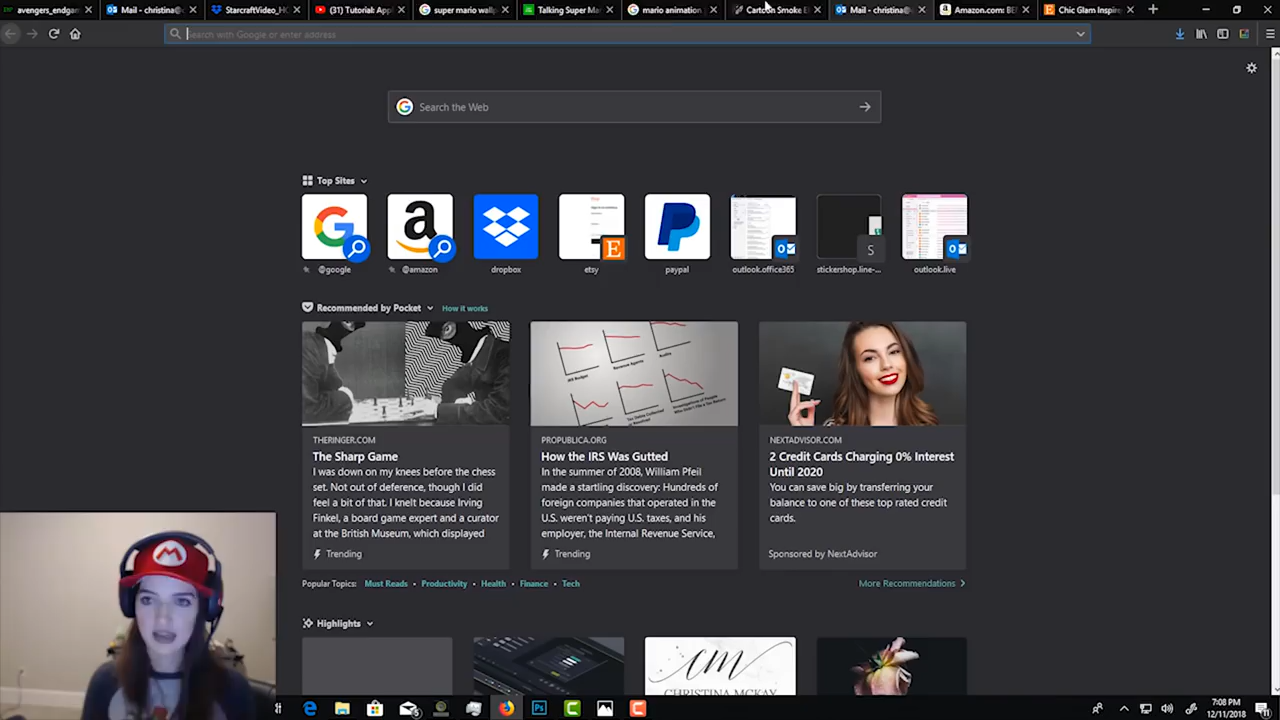 avengers_endgam
Mail - christina@
StarcraftVideo_HC
(31) Tutorial: App
super mario wallp
Talking Super Ma
mario animation
Cartoon Smoke E
Mail - christina@
Amazon.com: BE
Chic Glam Inspire
Search with Google or enter address
Search the Web
Top Sites
@google
@amazon
dropbox
etsy
paypal
outlook.office365
stickershop.line-...
outlook.live
Recommended by Pocket
How it works
THERINGER.COM
The Sharp Game
I was down on my knees before the chess
set. Not out of deference, though I did
feel a bit of that. I knelt because Irving
Finkel, a board game expert and a curator
at the British Museum, which displayed
Trending
PROPUBLICA.ORG
How the IRS Was Gutted
In the summer of 2008, William Pfeil
made a startling discovery: Hundreds of
foreign companies that operated in the
U.S. weren't paying U.S. taxes, and his
employer, the Internal Revenue Service,
Trending
NEXTADVISOR.COM
2 Credit Cards Charging 0% Interest
Until 2020
You can save big by transferring your
balance to one of these top rated credit
cards.
Sponsored by NextAdvisor
Popular Topics: Must Reads • Productivity • Health • Finance • Tech
More Recommendations
Highlights
cm
CHRISTINA MCKAY
7:08 PM
12/11/2018